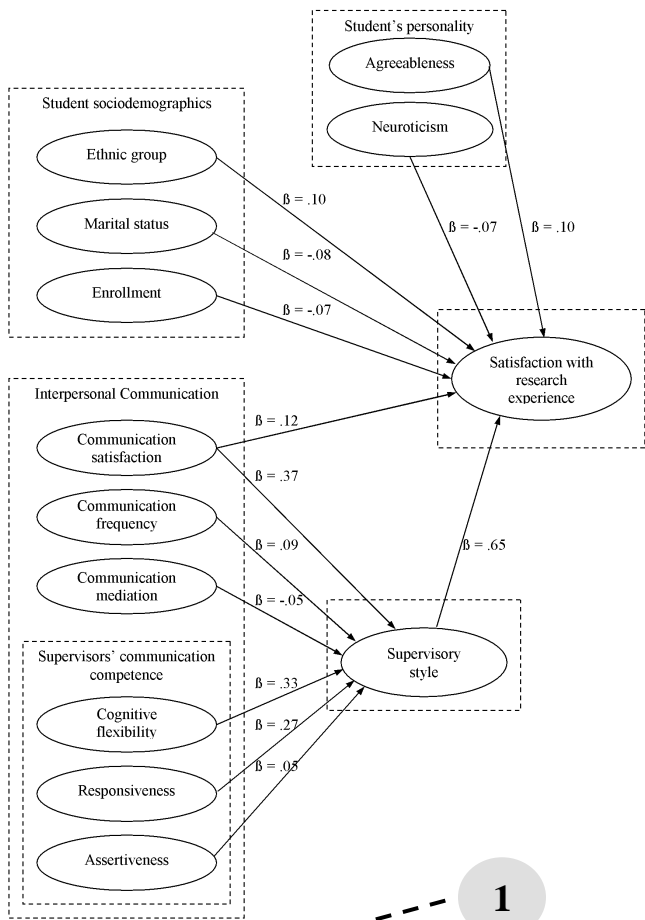 Student's personality
Agreeableness
Neuroticism
Student sociodemographics
Ethnic group
Marital status
Enrollment
ß = .10
ß = -.08
ß = -.07
ß = -.07
ß = .10
Satisfaction with
research
experience
Interpersonal Communication
Communication
satisfaction
Communication
frequency
Communication
mediation
ß = .12
ß = .37
ß = .09
ß = -.05
ß = .65
Supervisory
style
Supervisors' communication
competence
Cognitive
flexibility
Responsiveness
Assertiveness
ß = .33
ß = .27
ß = .05
1